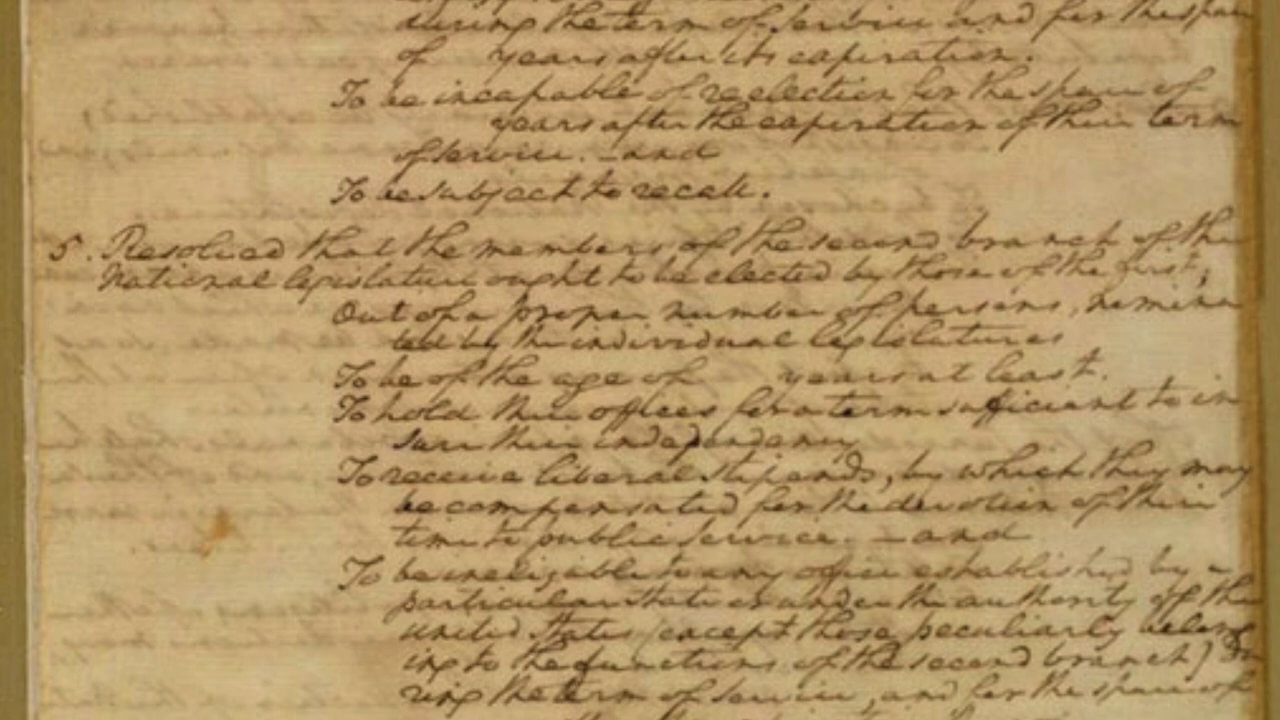 during the term of service and for the space
of years after its expiration.
To be incapable of reelection for the space of
years after the expiration of their term
of service. — and
To be subject to recall.
5. Resolved that the members of the second branch of the
National legislature ought to be elected by those of the first,
Out of a proper number of persons, nomina
ted by the individual legislatures
To be of the age of years at least.
To hold their offices for a term sufficient to in
sure their independency
To receive liberal stipends, by which they may
be compensated for the devotion of their
time to public service. — and
To be ineligible to any office established by a
particular state or under the authority of the
united States (except those peculiarly belong
ing to the functions of the second branch) du
ring the term of service, and for the space of